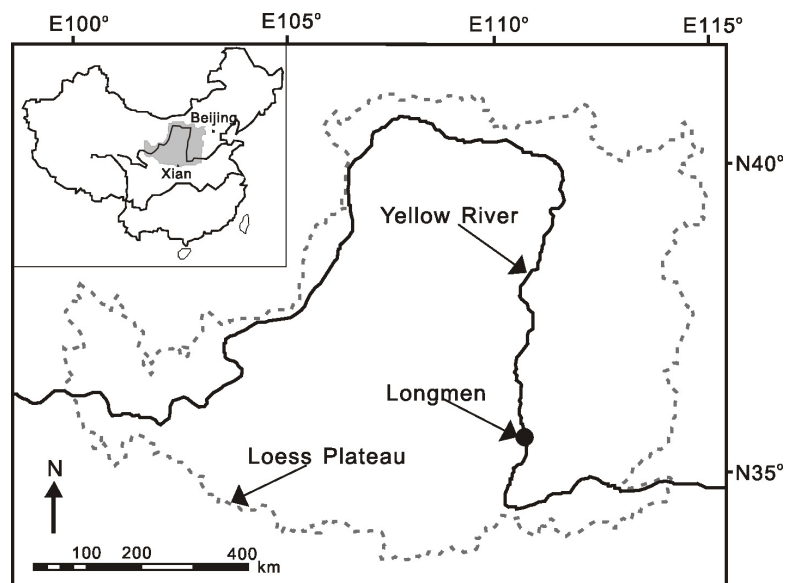 E100° E105° E110° E115°
Beijing
Xian
N40°
Yellow River
Longmen
Loess Plateau
N35°
N
100 200 400
km